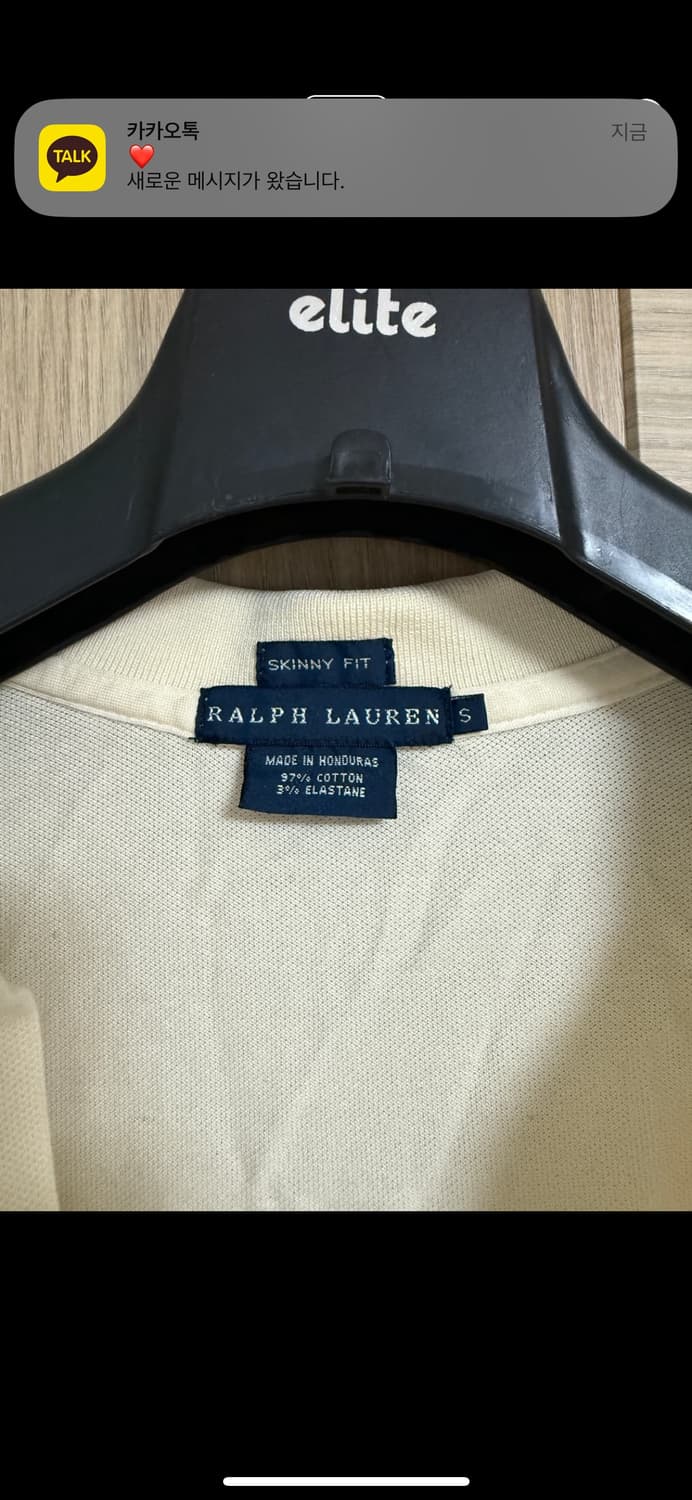 카카오톡
지금
TALK
❤️
새로운 메시지가 왔습니다.
elite
SKINNY FIT
RALPH LAUREN
S
MADE IN HONDURAS
97% COTTON
3% ELASTANE